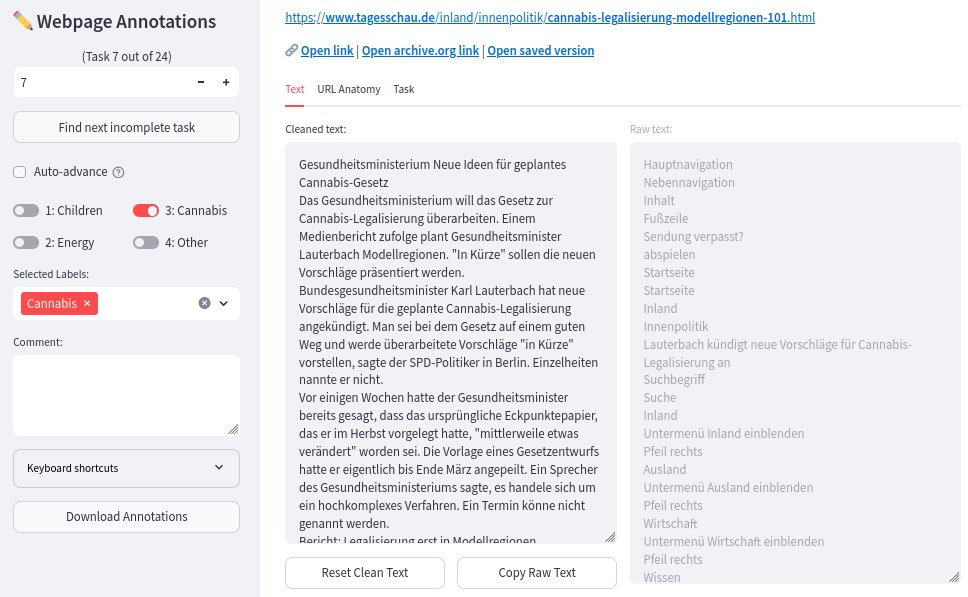 ✏️ Webpage Annotations
(Task 7 out of 24)
7
− +
Find next incomplete task
Auto-advance
1: Children
3: Cannabis
2: Energy
4: Other
Selected Labels:
Cannabis ×
Comment:
Keyboard shortcuts
Download Annotations
https://www.tagesschau.de/inland/innenpolitik/cannabis-legalisierung-modellregionen-101.html
🔗 Open link | Open archive.org link | Open saved version
Text URL Anatomy Task
Cleaned text:
Gesundheitsministerium Neue Ideen für geplantes
Cannabis-Gesetz
Das Gesundheitsministerium will das Gesetz zur
Cannabis-Legalisierung überarbeiten. Einem
Medienbericht zufolge plant Gesundheitsminister
Lauterbach Modellregionen. "In Kürze" sollen die neuen
Vorschläge präsentiert werden.
Bundesgesundheitsminister Karl Lauterbach hat neue
Vorschläge für die geplante Cannabis-Legalisierung
angekündigt. Man sei bei dem Gesetz auf einem guten
Weg und werde überarbeitete Vorschläge "in Kürze"
vorstellen, sagte der SPD-Politiker in Berlin. Einzelheiten
nannte er nicht.
Vor einigen Wochen hatte der Gesundheitsminister
bereits gesagt, dass das ursprüngliche Eckpunktepapier,
das er im Herbst vorgelegt hatte, "mittlerweile etwas
verändert" worden sei. Die Vorlage eines Gesetzentwurfs
hatte er eigentlich bis Ende März angepeilt. Ein Sprecher
des Gesundheitsministeriums sagte, es handele sich um
ein hochkomplexes Verfahren. Ein Termin könne nicht
genannt werden.
Bericht: Legalisierung erst in Modellregionen
Reset Clean Text
Copy Raw Text
Raw text:
Hauptnavigation
Nebennavigation
Inhalt
Fußzeile
Sendung verpasst?
abspielen
Startseite
Startseite
Inland
Innenpolitik
Lauterbach kündigt neue Vorschläge für Cannabis-
Legalisierung an
Suchbegriff
Suche
Inland
Untermenü Inland einblenden
Pfeil rechts
Ausland
Untermenü Ausland einblenden
Pfeil rechts
Wirtschaft
Untermenü Wirtschaft einblenden
Pfeil rechts
Wissen